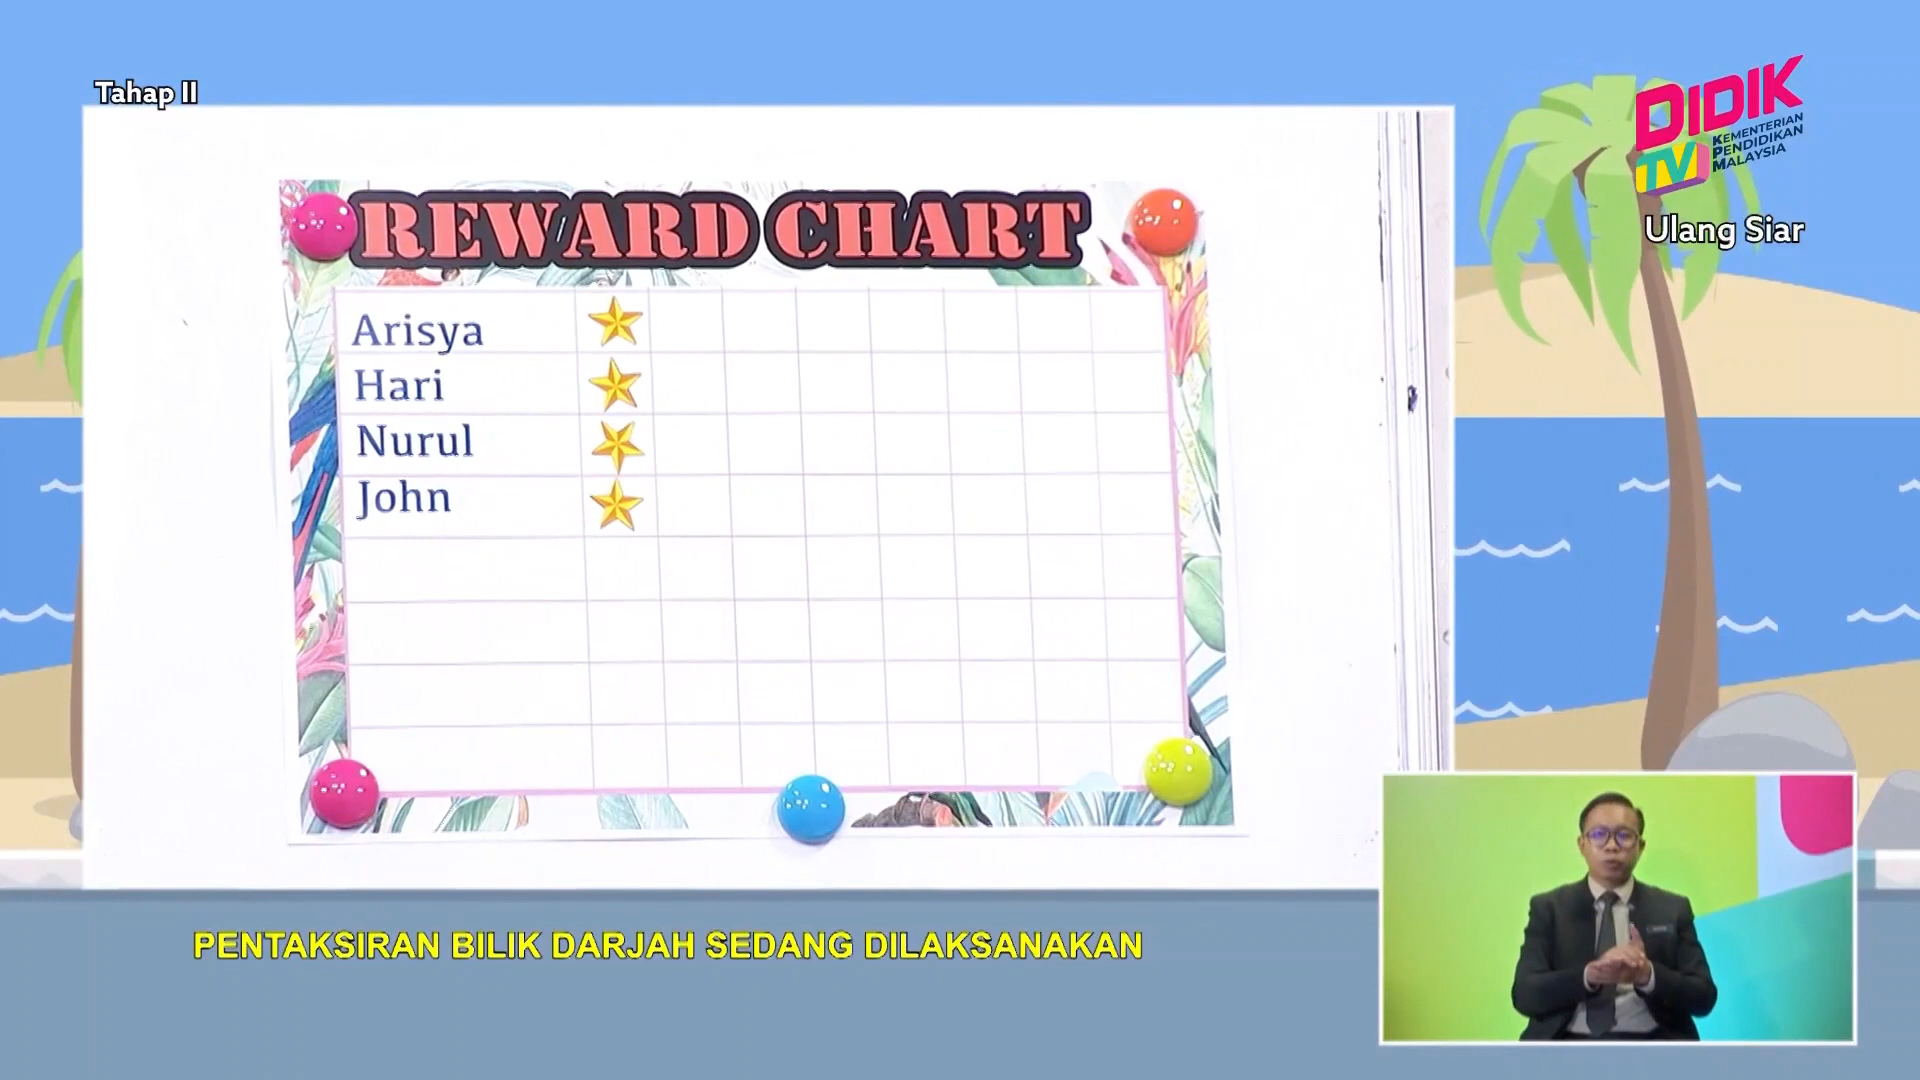 Tahap II
DIDIK
TV
KEMENTERIAN
PENDIDIKAN
MALAYSIA
Ulang Siar
REWARD CHART
Arisya
Hari
Nurul
John
PENTAKSIRAN BILIK DARJAH SEDANG DILAKSANAKAN